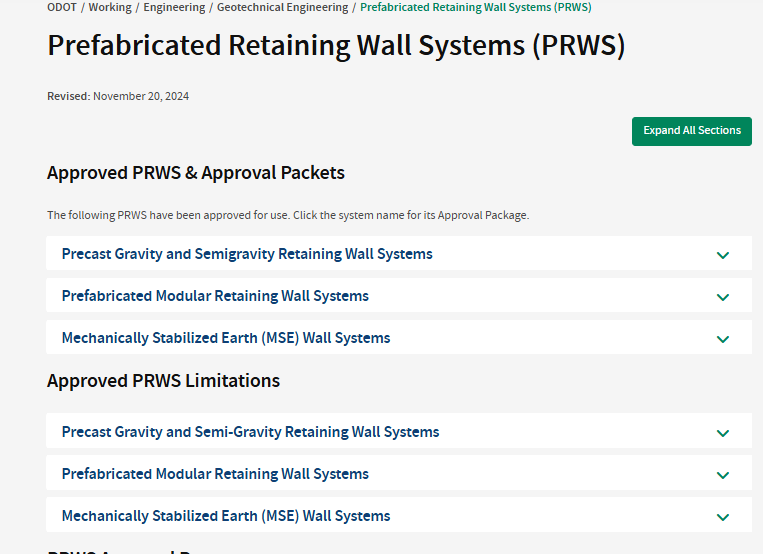 ODOT / Working / Engineering / Geotechnical Engineering / Prefabricated Retaining Wall Systems (PRWS)
Prefabricated Retaining Wall Systems (PRWS)
Revised: November 20, 2024
Expand All Sections
Approved PRWS & Approval Packets
The following PRWS have been approved for use. Click the system name for its Approval Package.
Precast Gravity and Semigravity Retaining Wall Systems
Prefabricated Modular Retaining Wall Systems
Mechanically Stabilized Earth (MSE) Wall Systems
Approved PRWS Limitations
Precast Gravity and Semi-Gravity Retaining Wall Systems
Prefabricated Modular Retaining Wall Systems
Mechanically Stabilized Earth (MSE) Wall Systems